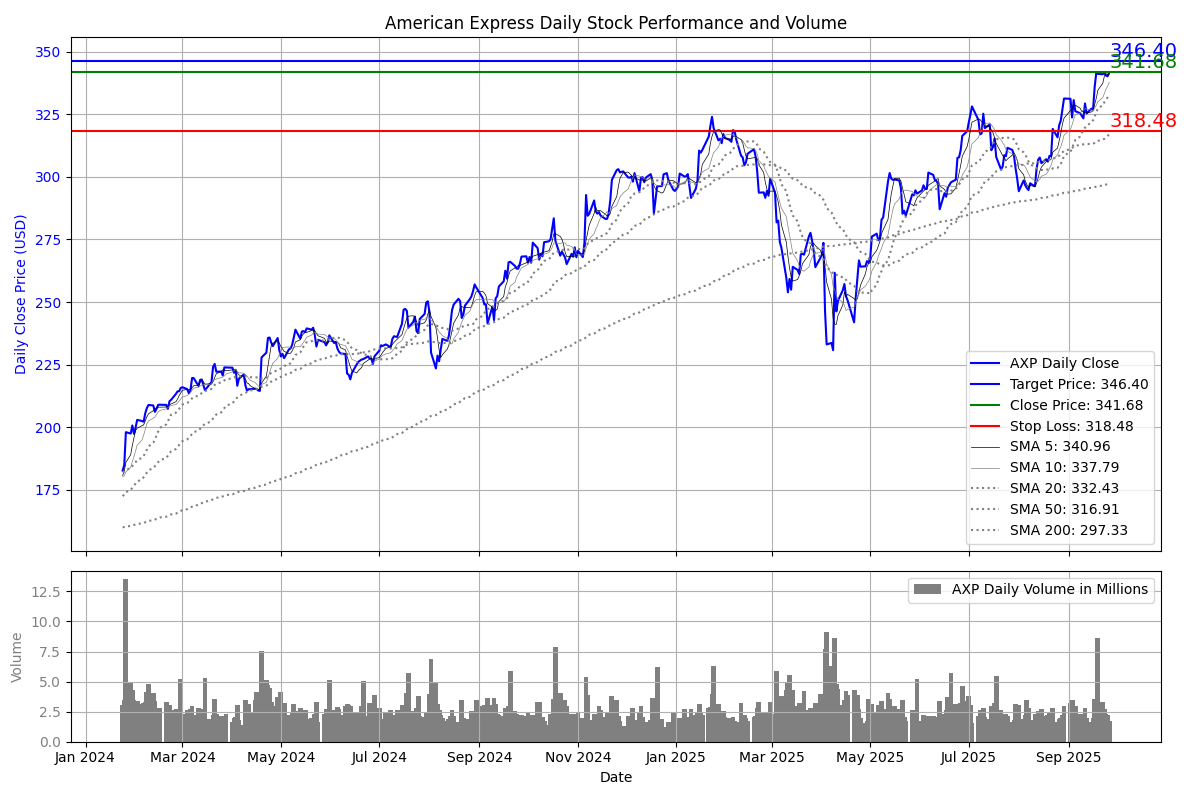 American Express Daily Stock Performance and Volume
346.40
341.68
318.48
350
325
300
275
250
225
200
175
Daily Close Price (USD)
AXP Daily Close
Target Price: 346.40
Close Price: 341.68
Stop Loss: 318.48
SMA 5: 340.96
SMA 10: 337.79
SMA 20: 332.43
SMA 50: 316.91
SMA 200: 297.33
12.5
10.0
7.5
5.0
2.5
0.0
Volume
AXP Daily Volume in Millions
Jan 2024 Mar 2024 May 2024 Jul 2024 Sep 2024 Nov 2024 Jan 2025 Mar 2025 May 2025 Jul 2025 Sep 2025
Date